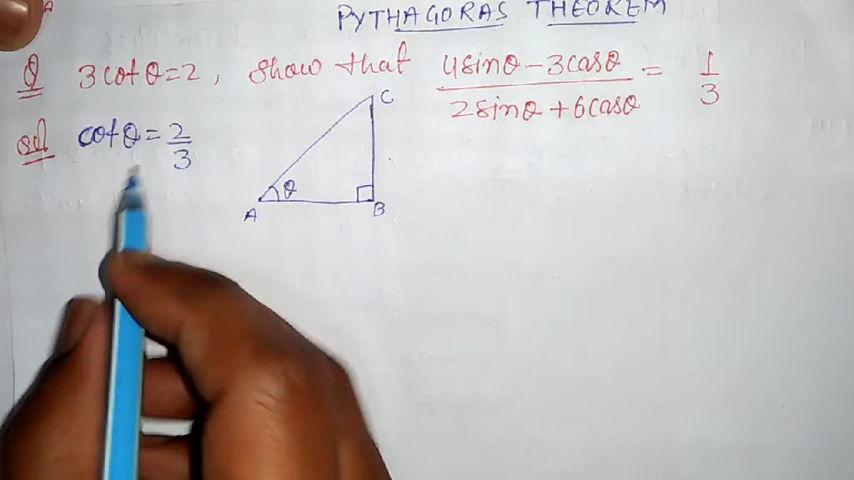 PYTHAGORAS THEOREM
Q 3cotθ=2, show that 4sinθ-3cosθ / 2sinθ+6cosθ = 1/3
sol cotθ=2/3
C
θ
A
B